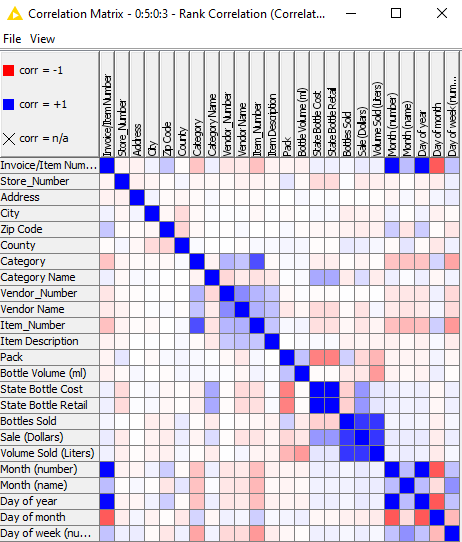 Correlation Matrix - 0:5:0:3 - Rank Correlation (Correlat...
File View
corr = -1
corr = +1
corr = n/a
Invoice/Item Number
Store_Number
Address
City
Zip Code
County
Category
Category Name
Vendor_Number
Vendor Name
Item_Number
Item Description
Pack
Bottle Volume (ml)
State Bottle Cost
State Bottle Retail
Bottles Sold
Sale (Dollars)
Volume Sold (Liters)
Month (number)
Month (name)
Day of year
Day of month
Day of week (num...
Invoice/Item Num...
Store_Number
Address
City
Zip Code
County
Category
Category Name
Vendor_Number
Vendor Name
Item_Number
Item Description
Pack
Bottle Volume (ml)
State Bottle Cost
State Bottle Retail
Bottles Sold
Sale (Dollars)
Volume Sold (Liters)
Month (number)
Month (name)
Day of year
Day of month
Day of week (nu...